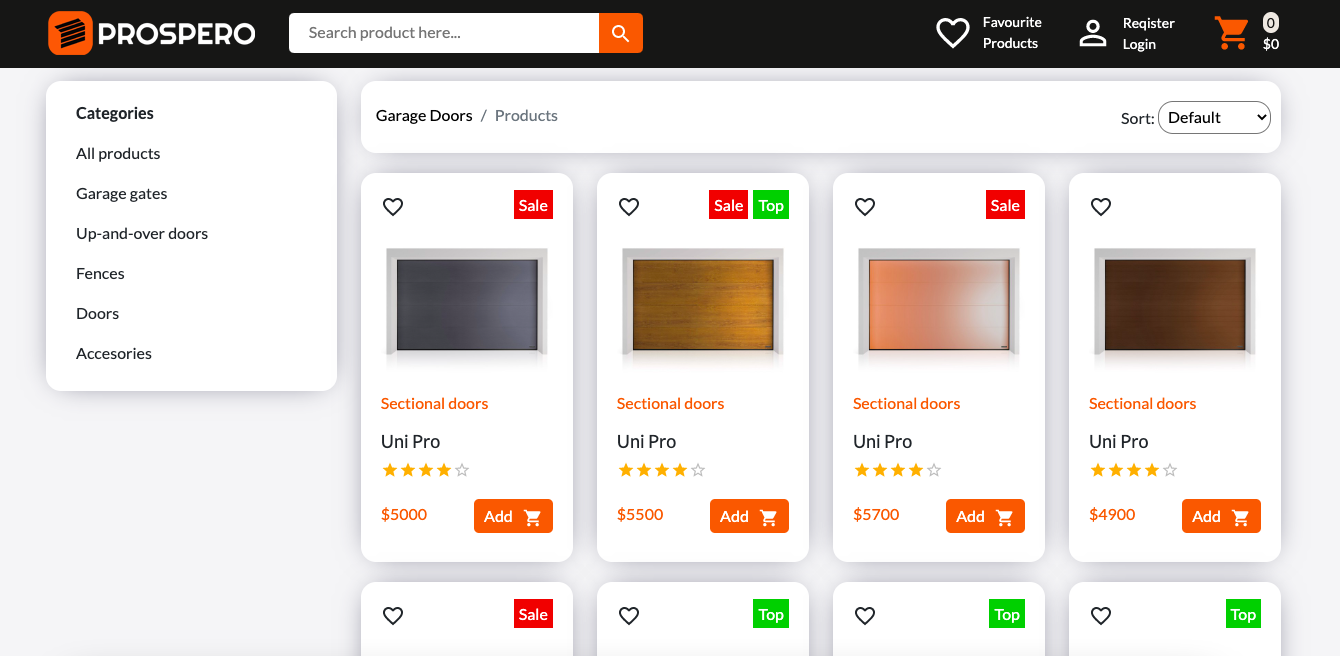 PROSPERO
Search product here...
Favourite
Products
Reqister
Login
0
$0
Categories
All products
Garage gates
Up-and-over doors
Fences
Doors
Accesories
Garage Doors / Products
Sort: Default
Sale
Sectional doors
Uni Pro
$5000
Add
Sale Top
Sectional doors
Uni Pro
$5500
Add
Sale
Sectional doors
Uni Pro
$5700
Add
Sectional doors
Uni Pro
$4900
Add
Sale
Top
Top
Top